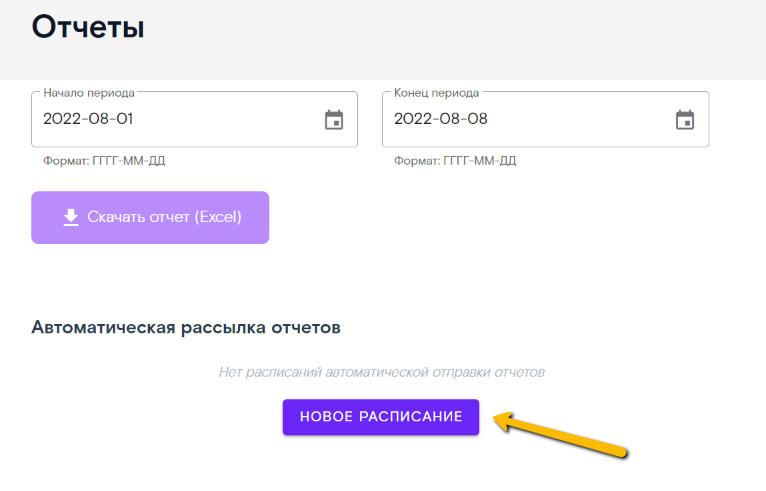 Отчеты
Начало периода
Конец периода
2022-08-01
2022-08-08
Формат: ГГГГ-ММ-ДД
Формат: ГГГГ-ММ-ДД
Скачать отчет (Excel)
Автоматическая рассылка отчетов
Нет расписаний автоматической отправки отчетов
НОВОЕ РАСПИСАНИЕ